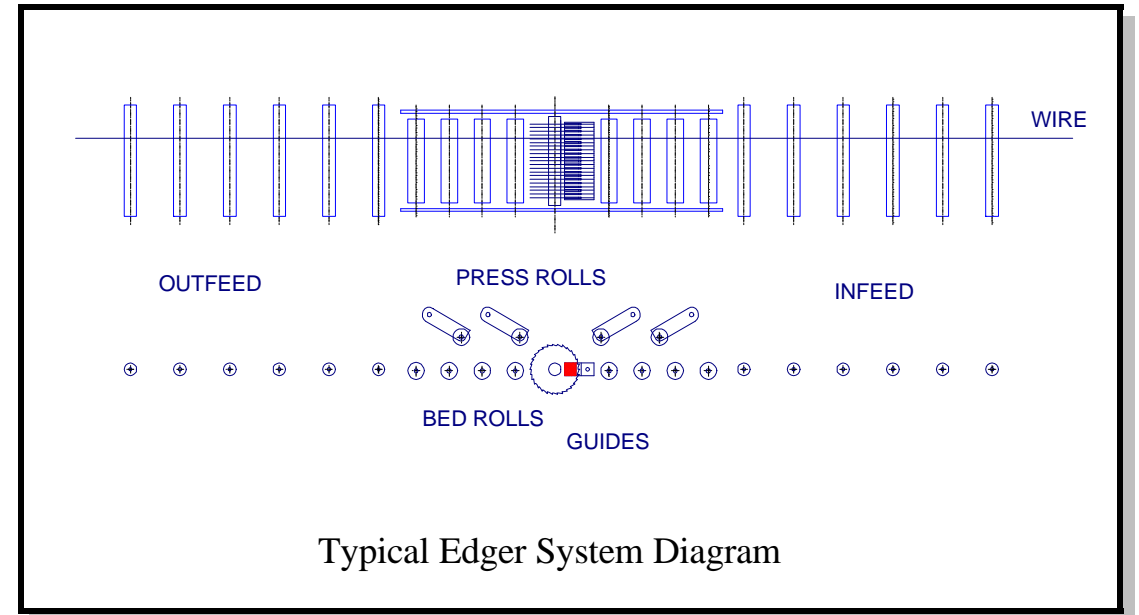 WIRE
OUTFEED
PRESS ROLLS
INFEED
BED ROLLS
GUIDES
Typical Edger System Diagram